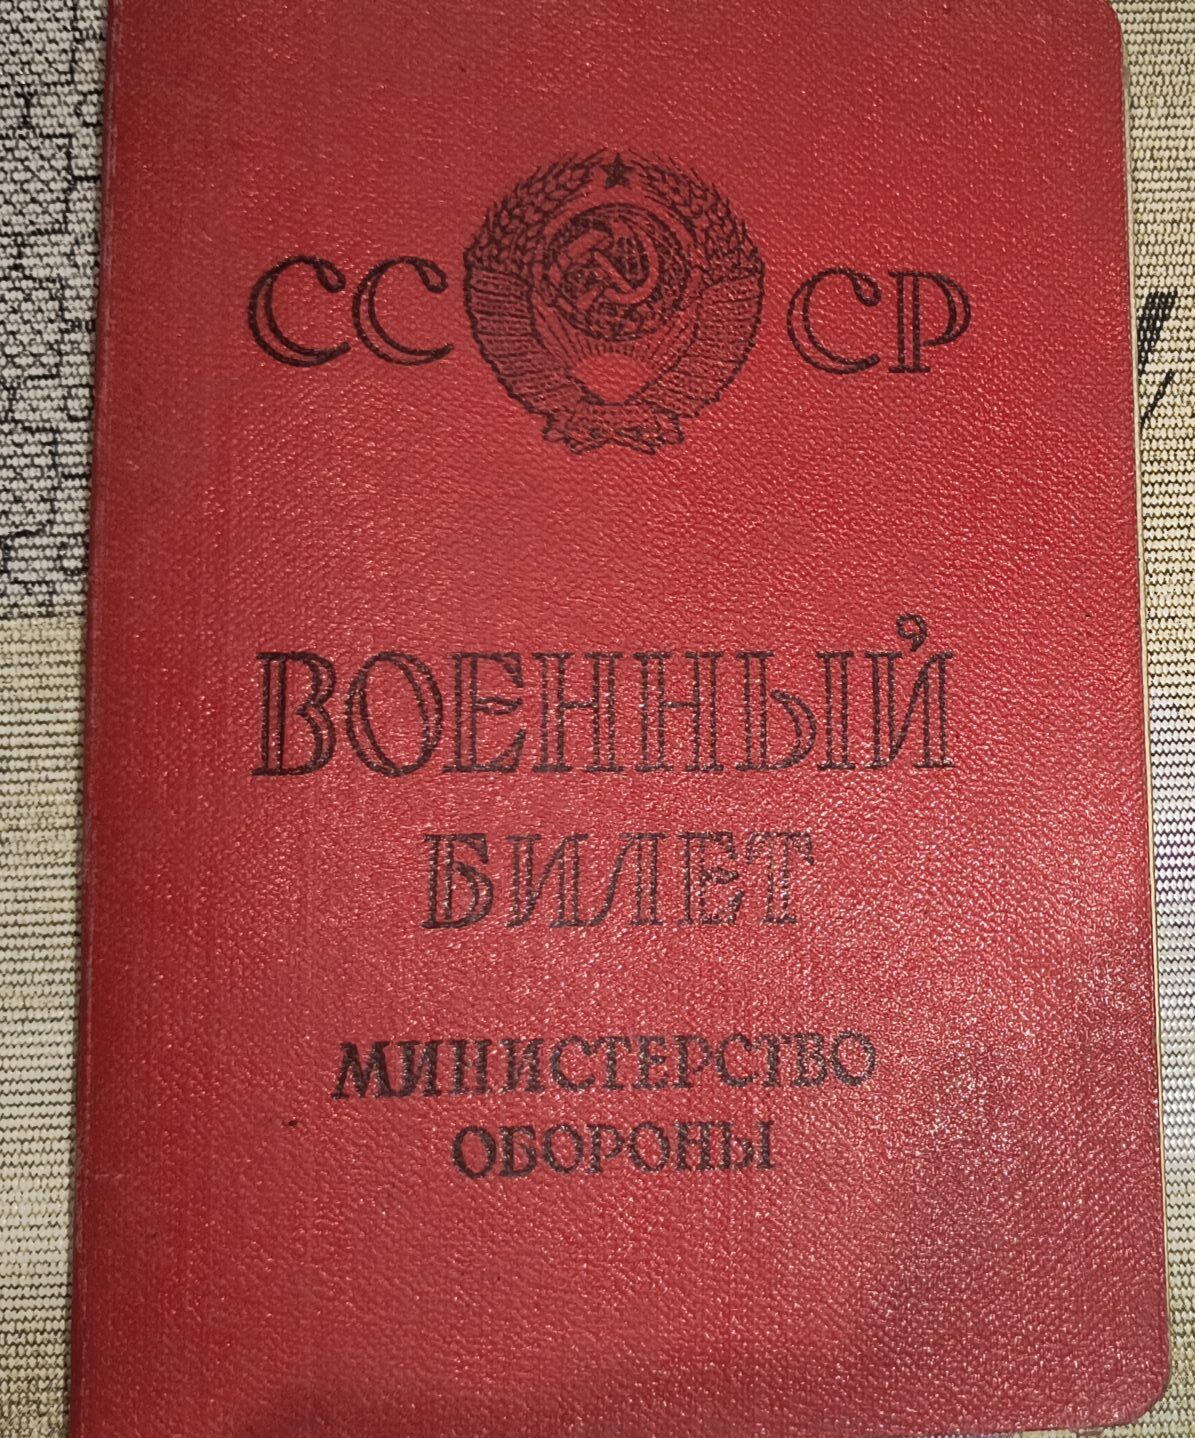 СССР
ВОЕННЫЙ
БИЛЕТ
МИНИСТЕРСТВО
ОБОРОНЫ